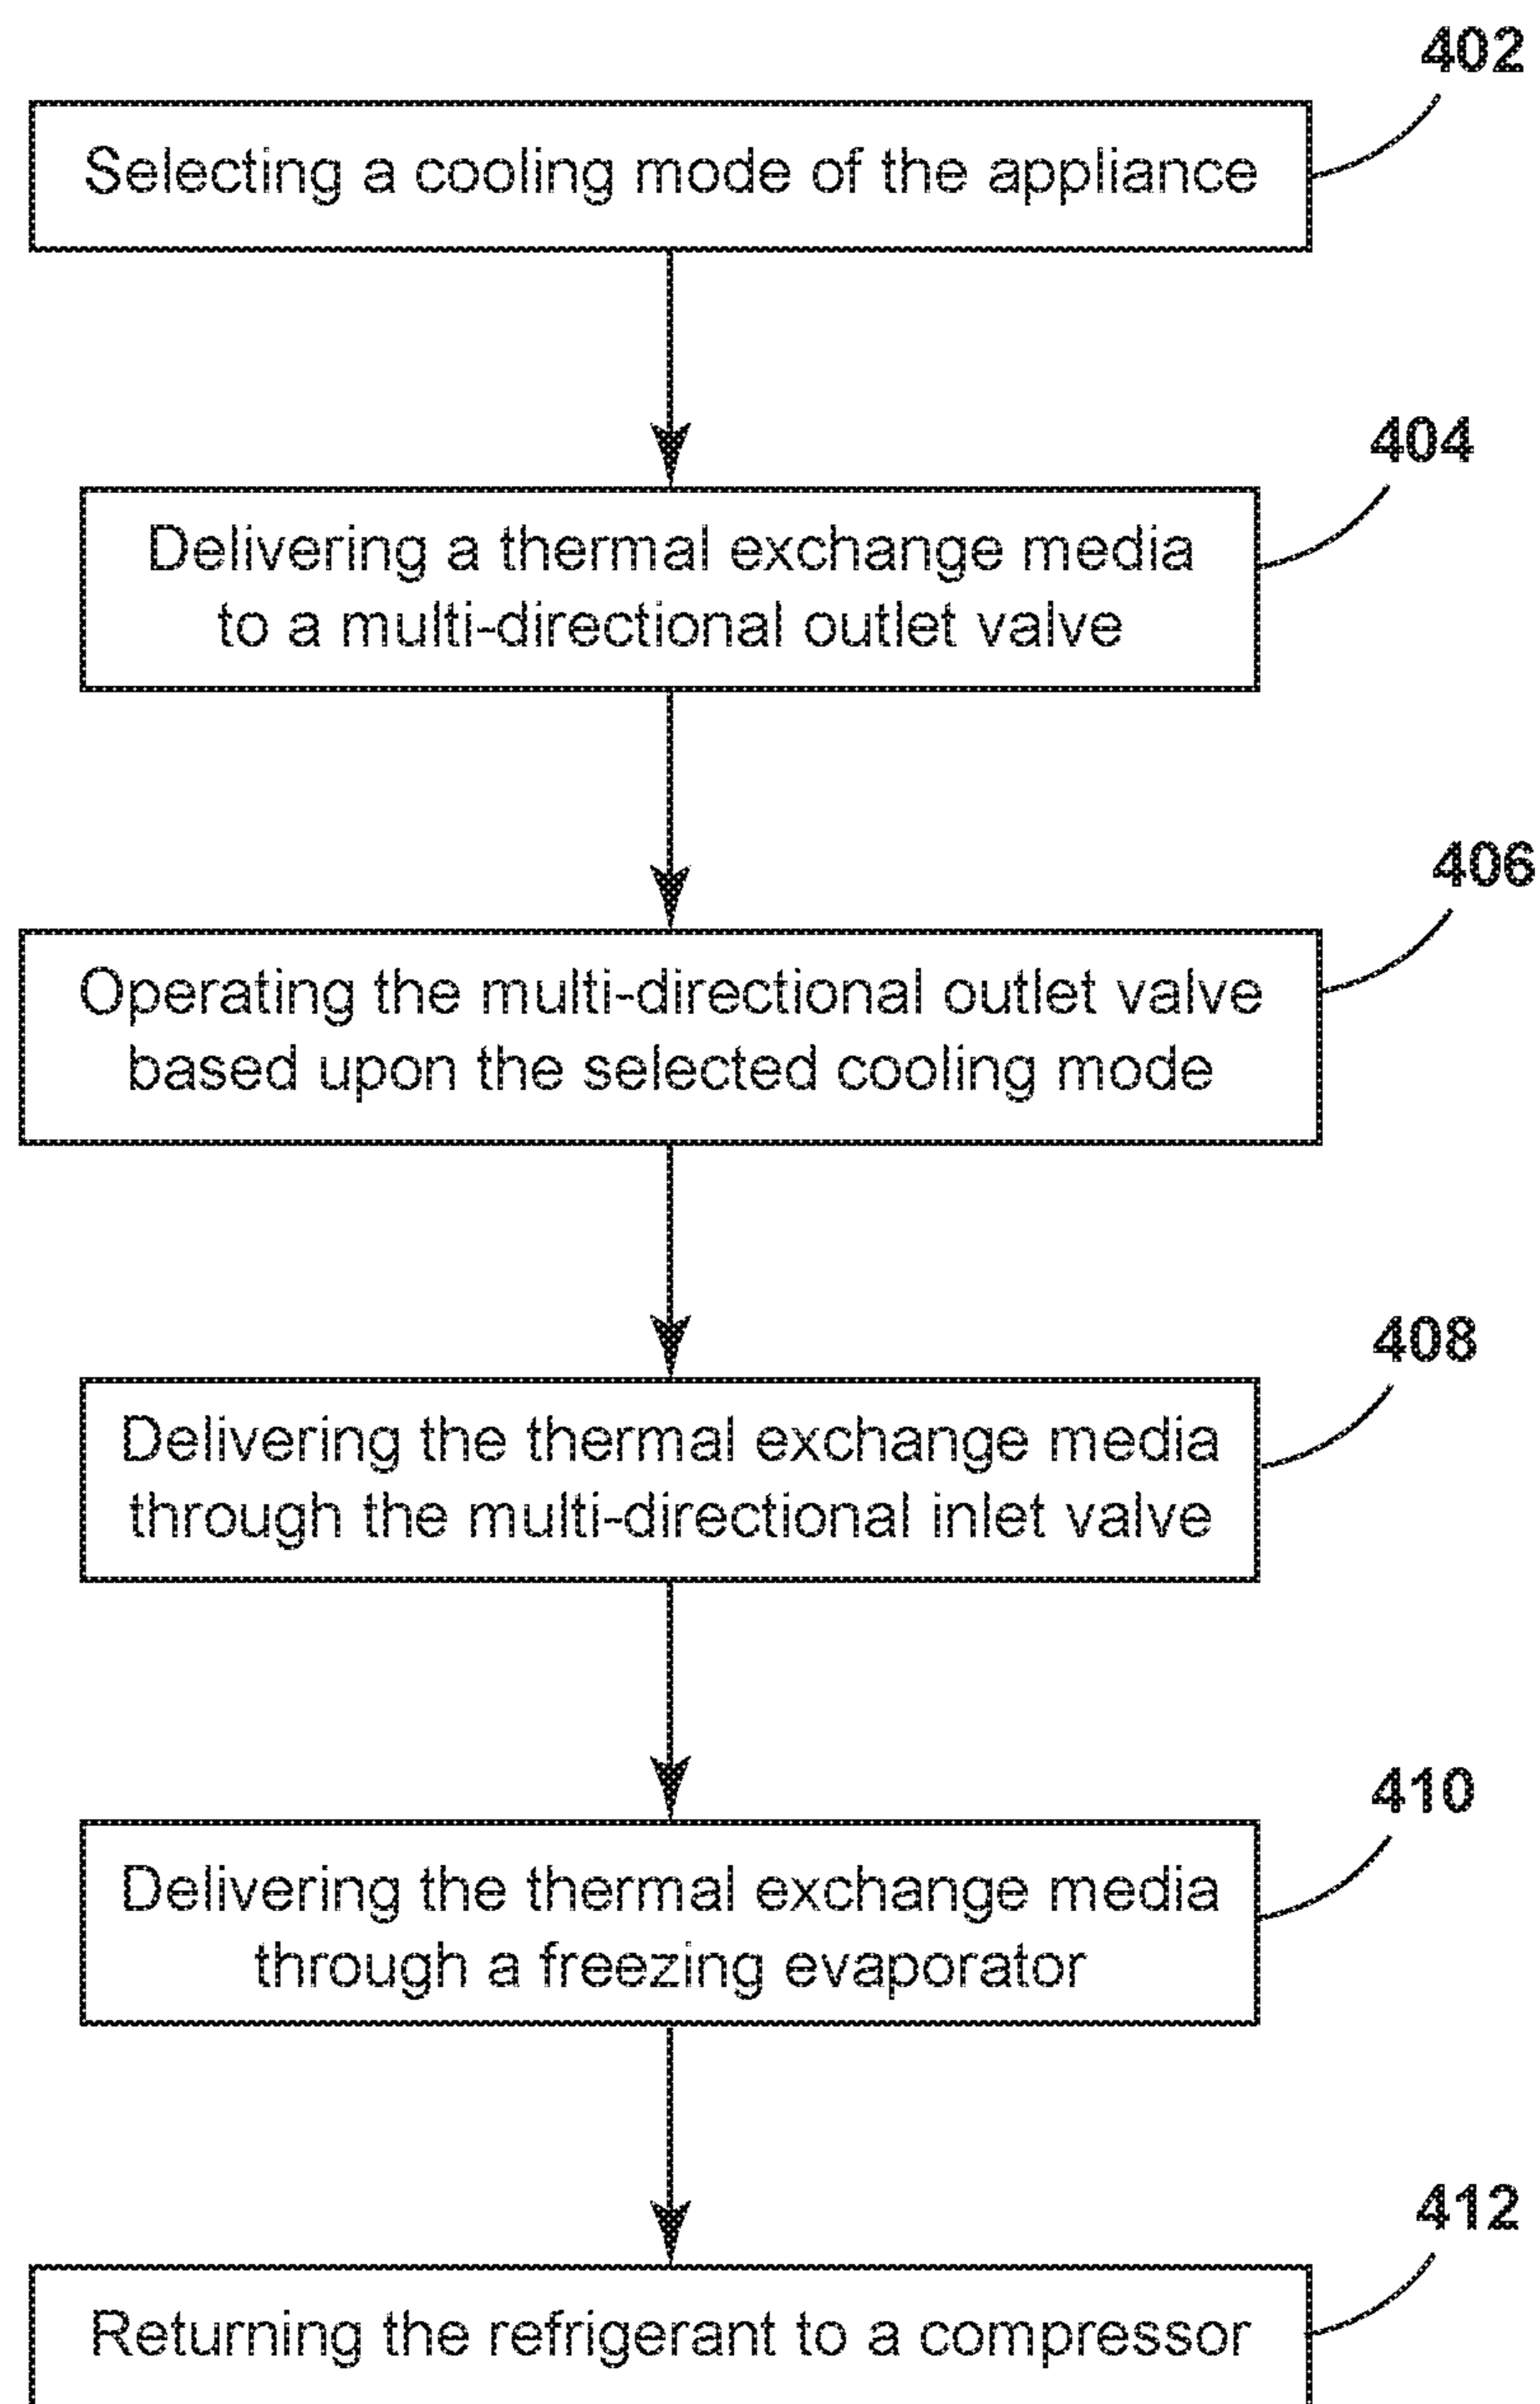 402
Selecting a cooling mode of the appliance
404
Delivering a thermal exchange media
to a multi-directional outlet valve
406
Operating the multi-directional outlet valve
based upon the selected cooling mode
408
Delivering the thermal exchange media
through the multi-directional inlet valve
410
Delivering the thermal exchange media
through a freezing evaporator
412
Returning the refrigerant to a compressor